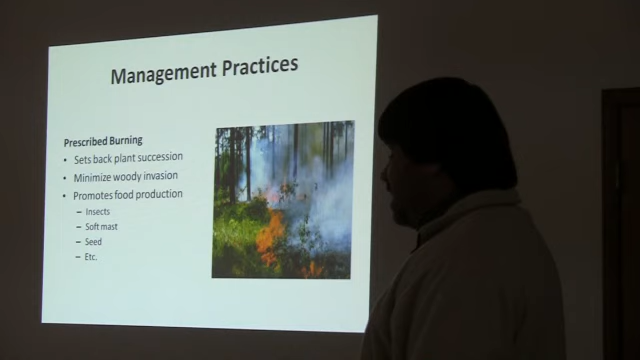 Management Practices
Prescribed Burning
• Sets back plant succession
• Minimize woody invasion
• Promotes food production
– Insects
– Soft mast
– Seed
– Etc.